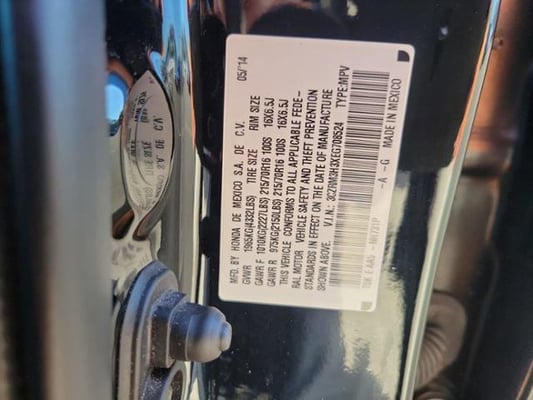 MFD. BY HONDA DE MEXICO S.A. DE C.V. 05/'14
GVWR 1965KG(4332LBS) TIRE SIZE RIM SIZE
GAWR F 1010KG(2227LBS) 215/70R16 100S 16X6.5J
GAWR R 975KG(2150LBS) 215/70R16 100S 16X6.5J
THIS VEHICLE CONFORMS TO ALL APPLICABLE FEDE-
RAL MOTOR VEHICLE SAFETY AND THEFT PREVENTION
STANDARDS IN EFFECT ON THE DATE OF MANUFACTURE
SHOWN ABOVE. V.I.N.: 3CZRM3H3XEG708524 TYPE:MPV
-A -G MADE IN MEXICO
A. DE C.V.